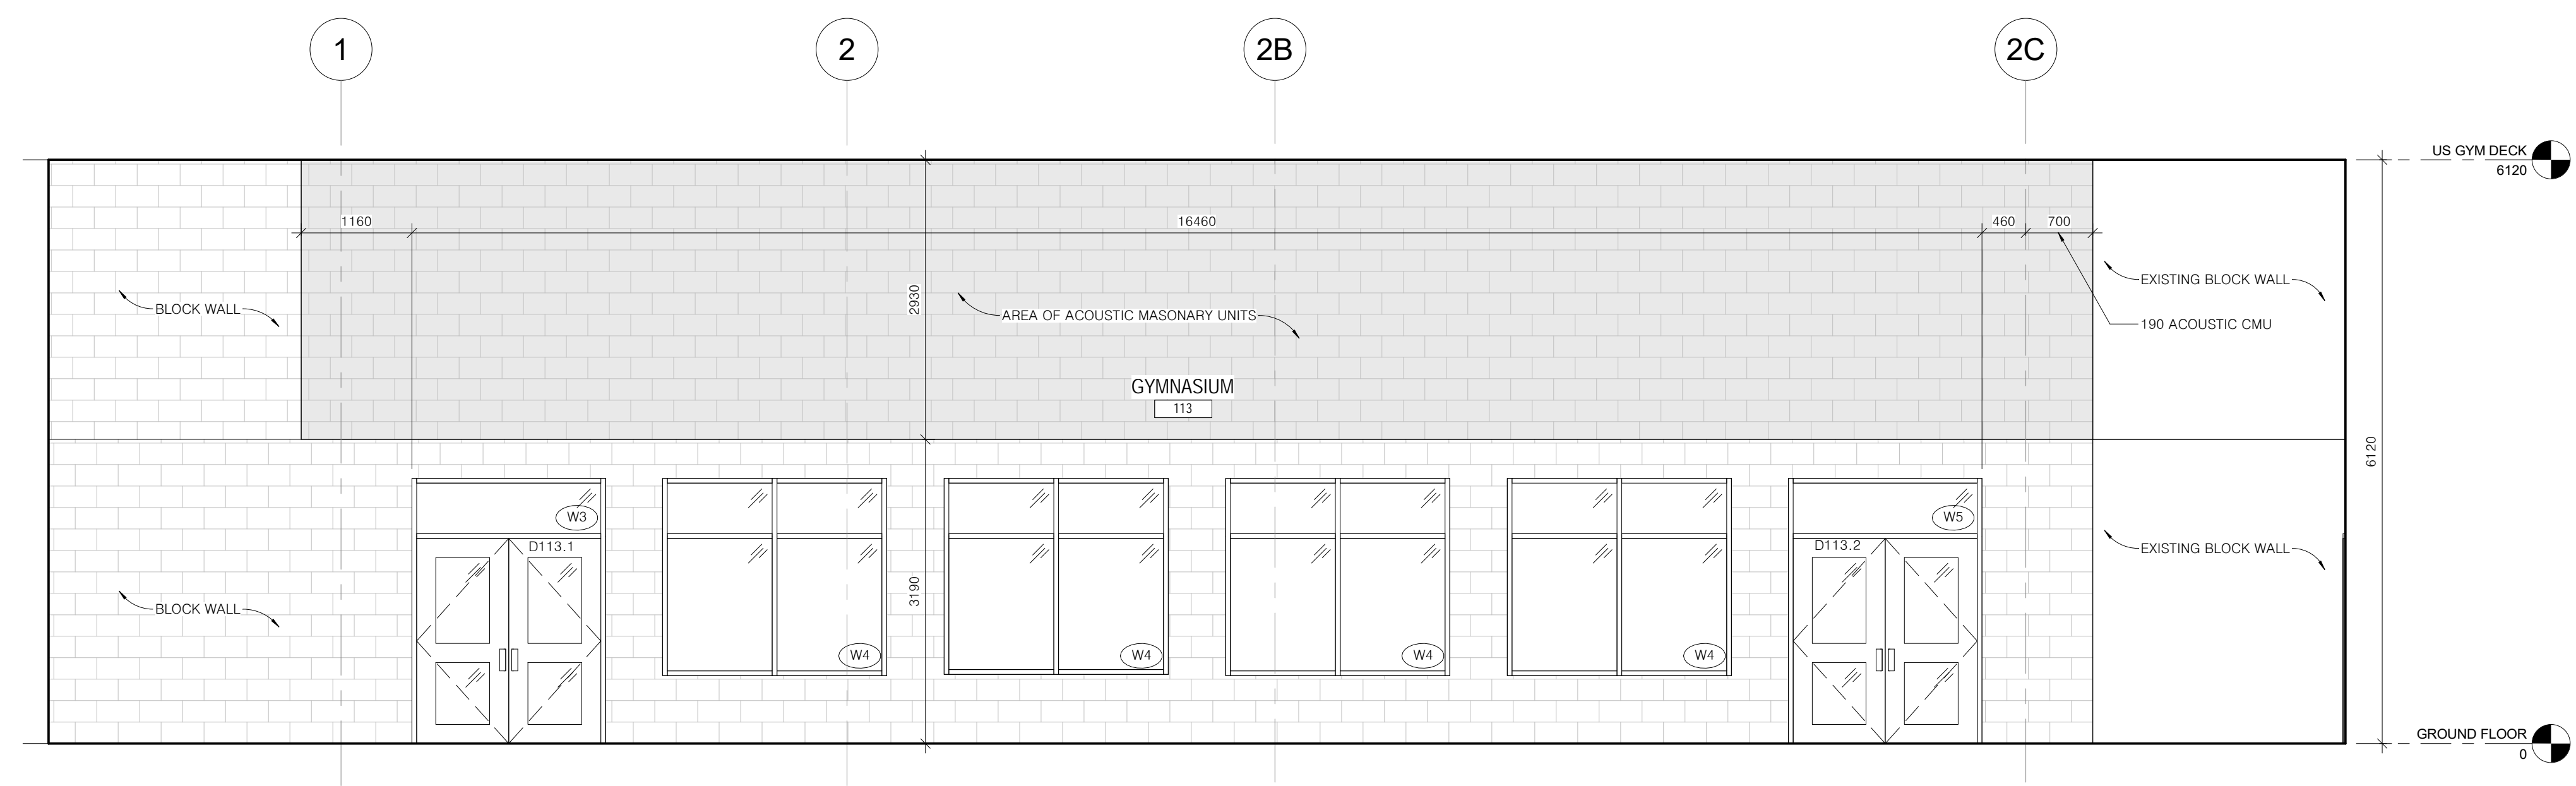 1
2
2B
2C
US GYM DECK
6120
1160
16460
460
700
BLOCK WALL
2930
AREA OF ACOUSTIC MASONARY UNITS
EXISTING BLOCK WALL
190 ACOUSTIC CMU
GYMNASIUM
113
6120
W3
D113.1
W5
D113.2
EXISTING BLOCK WALL
BLOCK WALL
3190
W4
W4
W4
W4
GROUND FLOOR
0